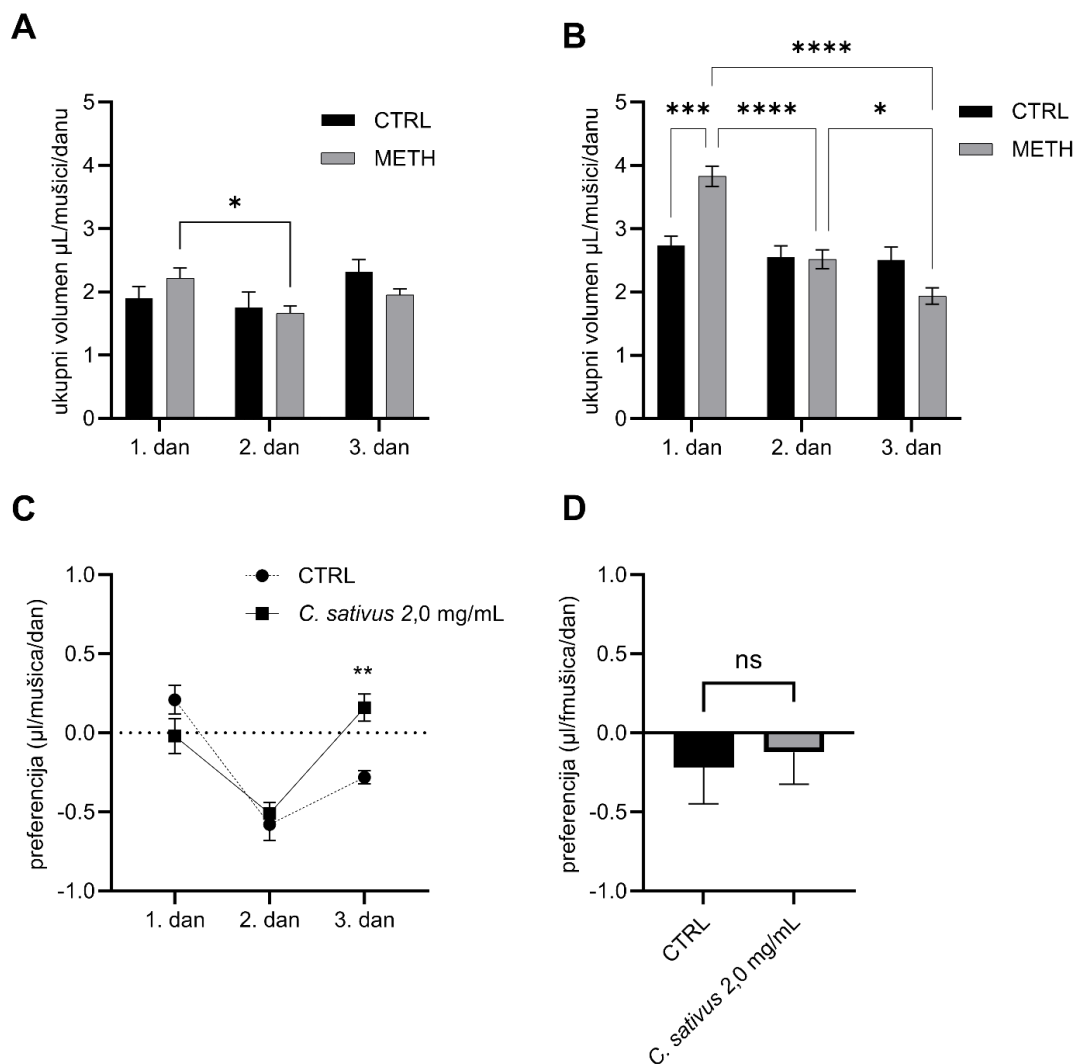 A
ukupni volumen µL/mušici/danu
5
4
3
2
1
0
CTRL
METH
*
1. dan
2. dan
3. dan
B
ukupni volumen µL/mušici/danu
5
4
3
2
1
0
****
***
****
*
CTRL
METH
1. dan
2. dan
3. dan
C
preferencija (µl/mušica/dan)
1.0
0.5
0.0
-0.5
-1.0
CTRL
C. sativus 2,0 mg/mL
**
1. dan
2. dan
3. dan
D
preferencija (µl/fmušica/dan)
1.0
0.5
0.0
-0.5
-1.0
ns
CTRL
C. sativus 2,0 mg/mL